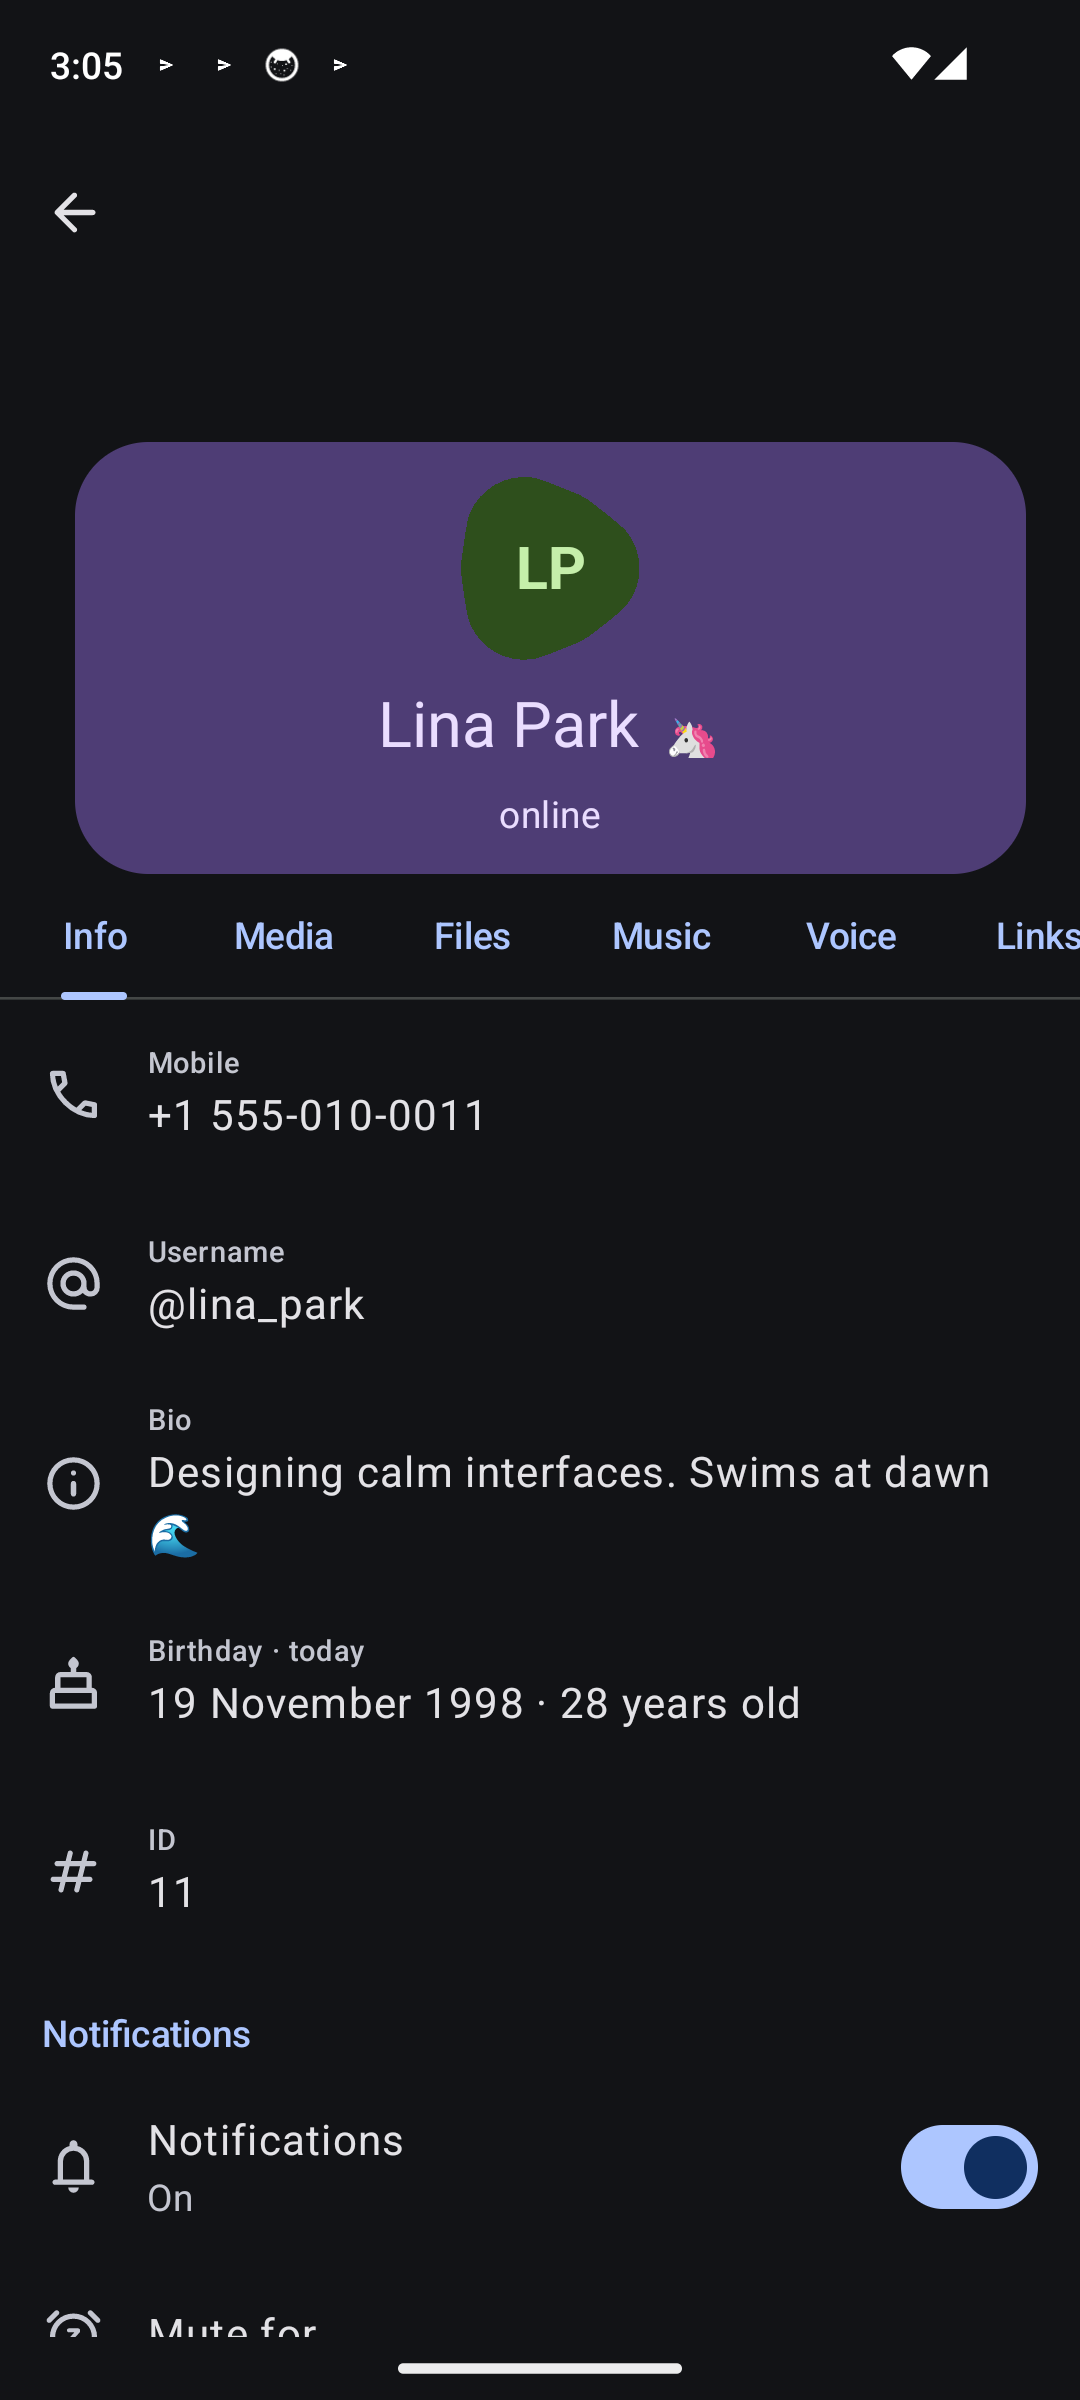 3:05
LP
Lina Park 🦄
online
Info Media Files Music Voice Links
Mobile
+1 555-010-0011
Username
@lina_park
Bio
Designing calm interfaces. Swims at dawn
🌊
Birthday · today
19 November 1998 · 28 years old
ID
11
Notifications
Notifications
On
Mute for